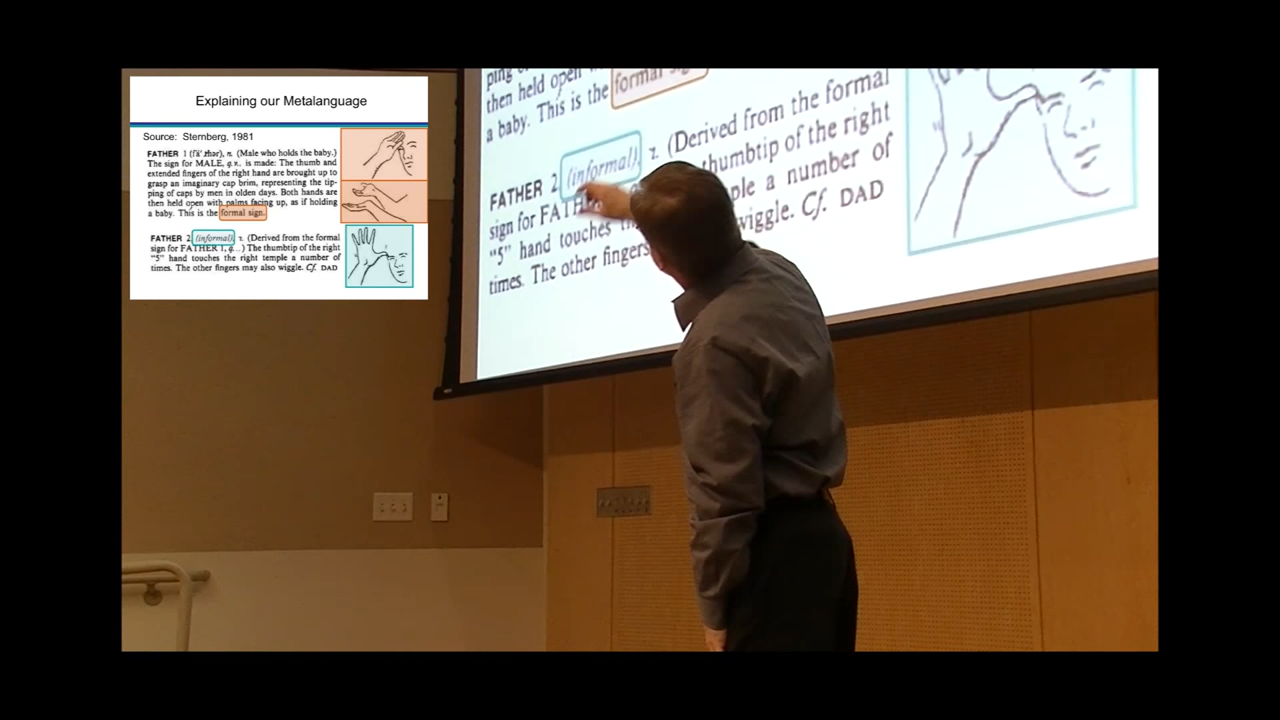 Explaining our Metalanguage
Source: Sternberg, 1981
FATHER 1 (fä´ t͟hər), n. (Male who holds the baby.)
The sign for MALE, q.v., is made: The thumb and
extended fingers of the right hand are brought up to
grasp an imaginary cap brim, representing the tip-
ping of caps by men in olden days. Both hands are
then held open with palms facing up, as if holding
a baby. This is the formal sign.
FATHER 2 (informal), (Derived from the formal
sign for FATHER 1, The thumbtip of the right
"5" hand touches the right temple a number of
times. The other fingers may also wiggle. Cf. DAD
ping
then held open formal
a baby. This is the
FATHER 2 (informal), (Derived from the formal
sign for thumbtip of the right
"5" hand touches a number of
times. The other fingers wiggle. Cf. DAD